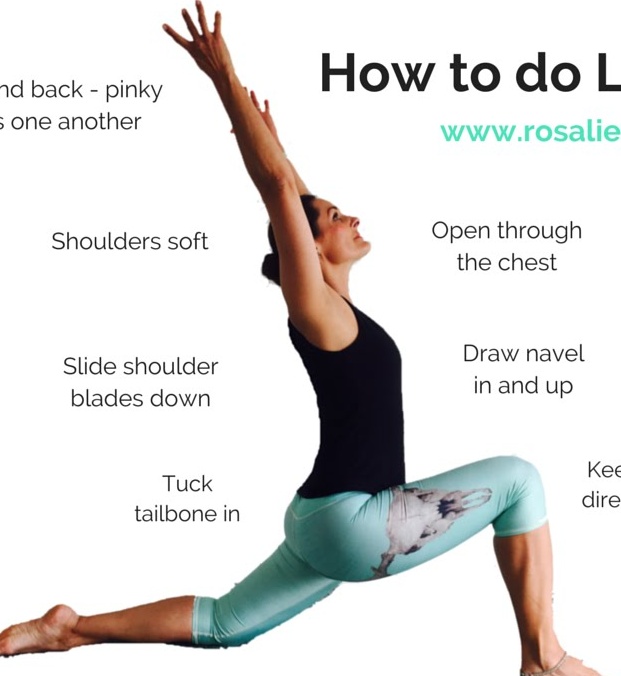 How to do L
www.rosalie
nd back - pinky
s one another
Shoulders soft
Open through
the chest
Slide shoulder
blades down
Draw navel
in and up
Tuck
tailbone in
Kee
dire